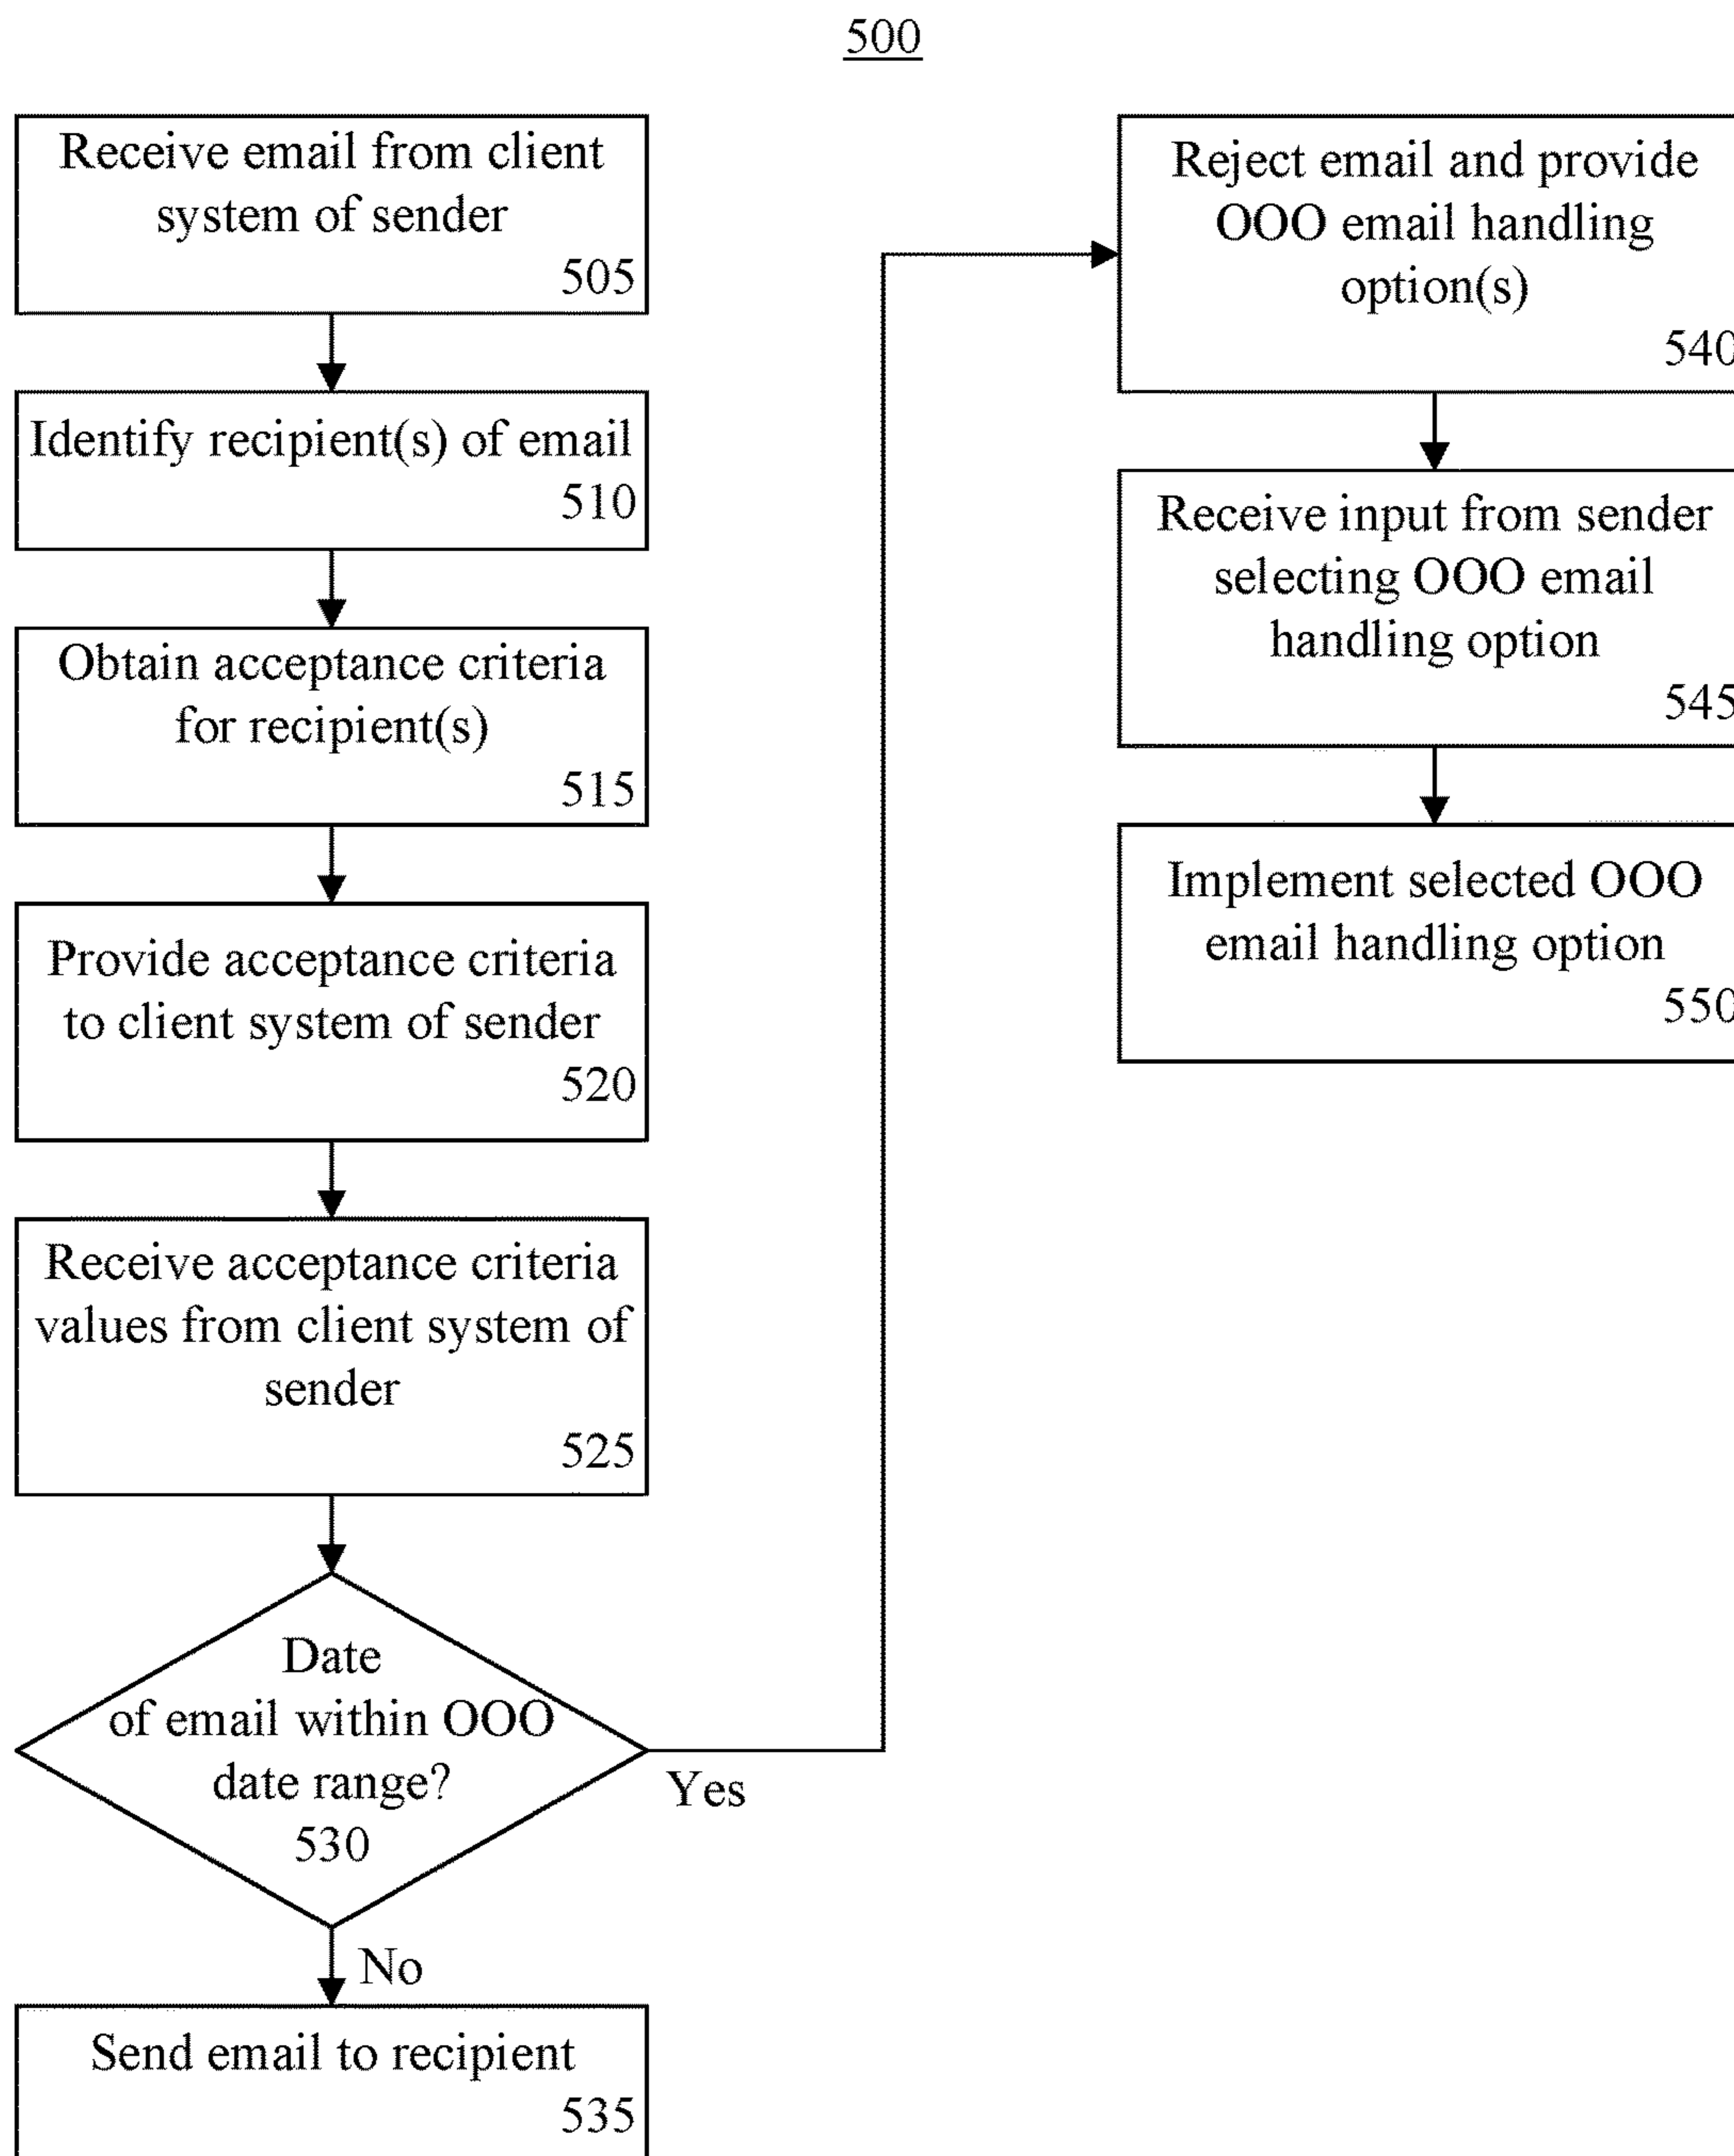 500
Receive email from client
system of sender
505
Identify recipient(s) of email
510
Obtain acceptance criteria
for recipient(s)
515
Provide acceptance criteria
to client system of sender
520
Receive acceptance criteria
values from client system of
sender
525
Date
of email within OOO
date range?
530
Yes
No
Send email to recipient
535
Reject email and provide
OOO email handling
option(s)
540
Receive input from sender
selecting OOO email
handling option
545
Implement selected OOO
email handling option
550